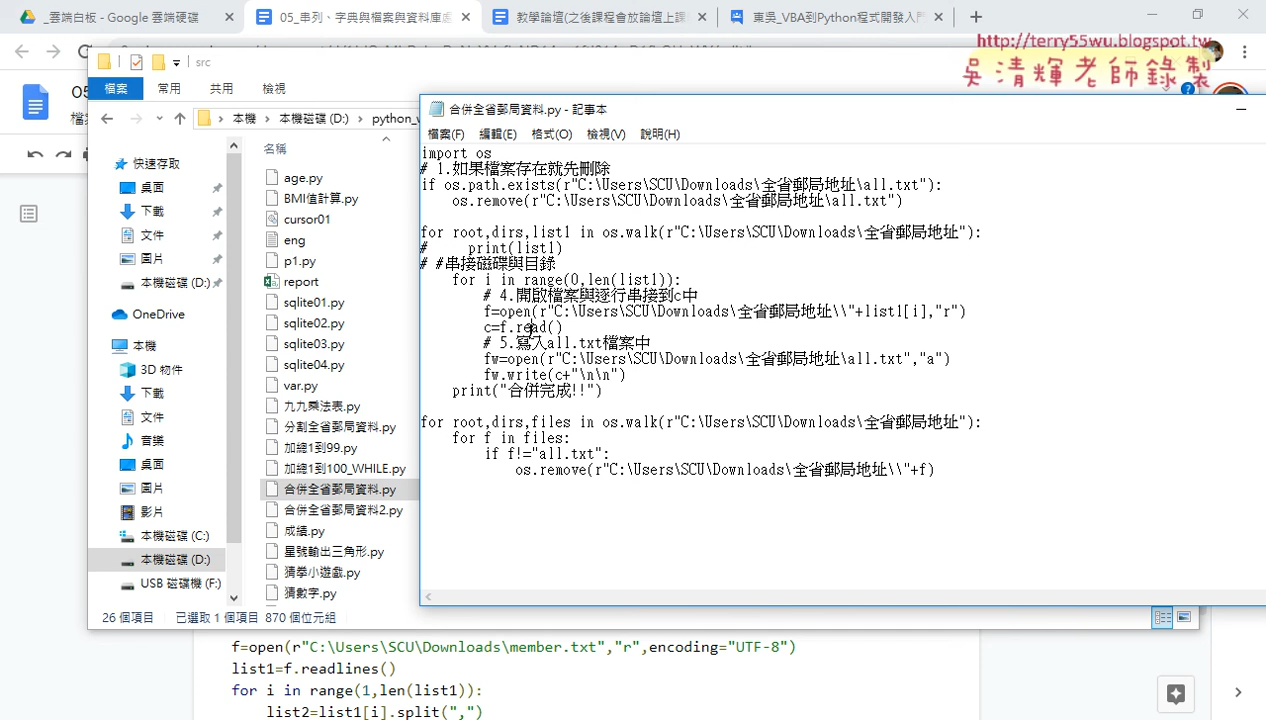 _雲端白板 - Google 雲端硬碟
05_串列、字典與檔案與資料庫處
教學論壇(之後課程會放論壇上課
東吳_VBA到Python程式開發入門
http://terry55wu.blogspot.tw
吳清輝老師錄製
src
檔案 常用 共用 檢視
本機 > 本機磁碟 (D:) > python_w
名稱
快速存取
桌面
下載
文件
圖片
本機磁碟 (D:)
OneDrive
本機
3D 物件
下載
文件
音樂
桌面
圖片
影片
本機磁碟 (C:)
本機磁碟 (D:)
USB 磁碟機 (F:)
age.py
BMI值計算.py
cursor01
eng
p1.py
report
sqlite01.py
sqlite02.py
sqlite03.py
sqlite04.py
var.py
九九乘法表.py
分割全省郵局資料.py
加總1到99.py
加總1到100_WHILE.py
合併全省郵局資料.py
合併全省郵局資料2.py
成績.py
星號輸出三角形.py
猜拳小遊戲.py
猜數字.py
26 個項目 已選取 1 個項目 870 個位元組
合併全省郵局資料.py - 記事本
檔案(F) 編輯(E) 格式(O) 檢視(V) 說明(H)
import os
# 1.如果檔案存在就先刪除
if os.path.exists(r"C:\Users\SCU\Downloads\全省郵局地址\all.txt"):
    os.remove(r"C:\Users\SCU\Downloads\全省郵局地址\all.txt")
for root,dirs,list1 in os.walk(r"C:\Users\SCU\Downloads\全省郵局地址"):
#     print(list1)
# #串接磁碟與目錄
    for i in range(0,len(list1)):
        # 4.開啟檔案與逐行串接到c中
        f=open(r"C:\Users\SCU\Downloads\全省郵局地址\\"+list1[i],"r")
        c=f.read()
        # 5.寫入all.txt檔案中
        fw=open(r"C:\Users\SCU\Downloads\全省郵局地址\all.txt","a")
        fw.write(c+"\n\n")
    print("合併完成!!")
for root,dirs,files in os.walk(r"C:\Users\SCU\Downloads\全省郵局地址"):
    for f in files:
        if f!="all.txt":
            os.remove(r"C:\Users\SCU\Downloads\全省郵局地址\\"+f)
f=open(r"C:\Users\SCU\Downloads\member.txt","r",encoding="UTF-8")
list1=f.readlines()
for i in range(1,len(list1)):
    list2=list1[i].split(",")